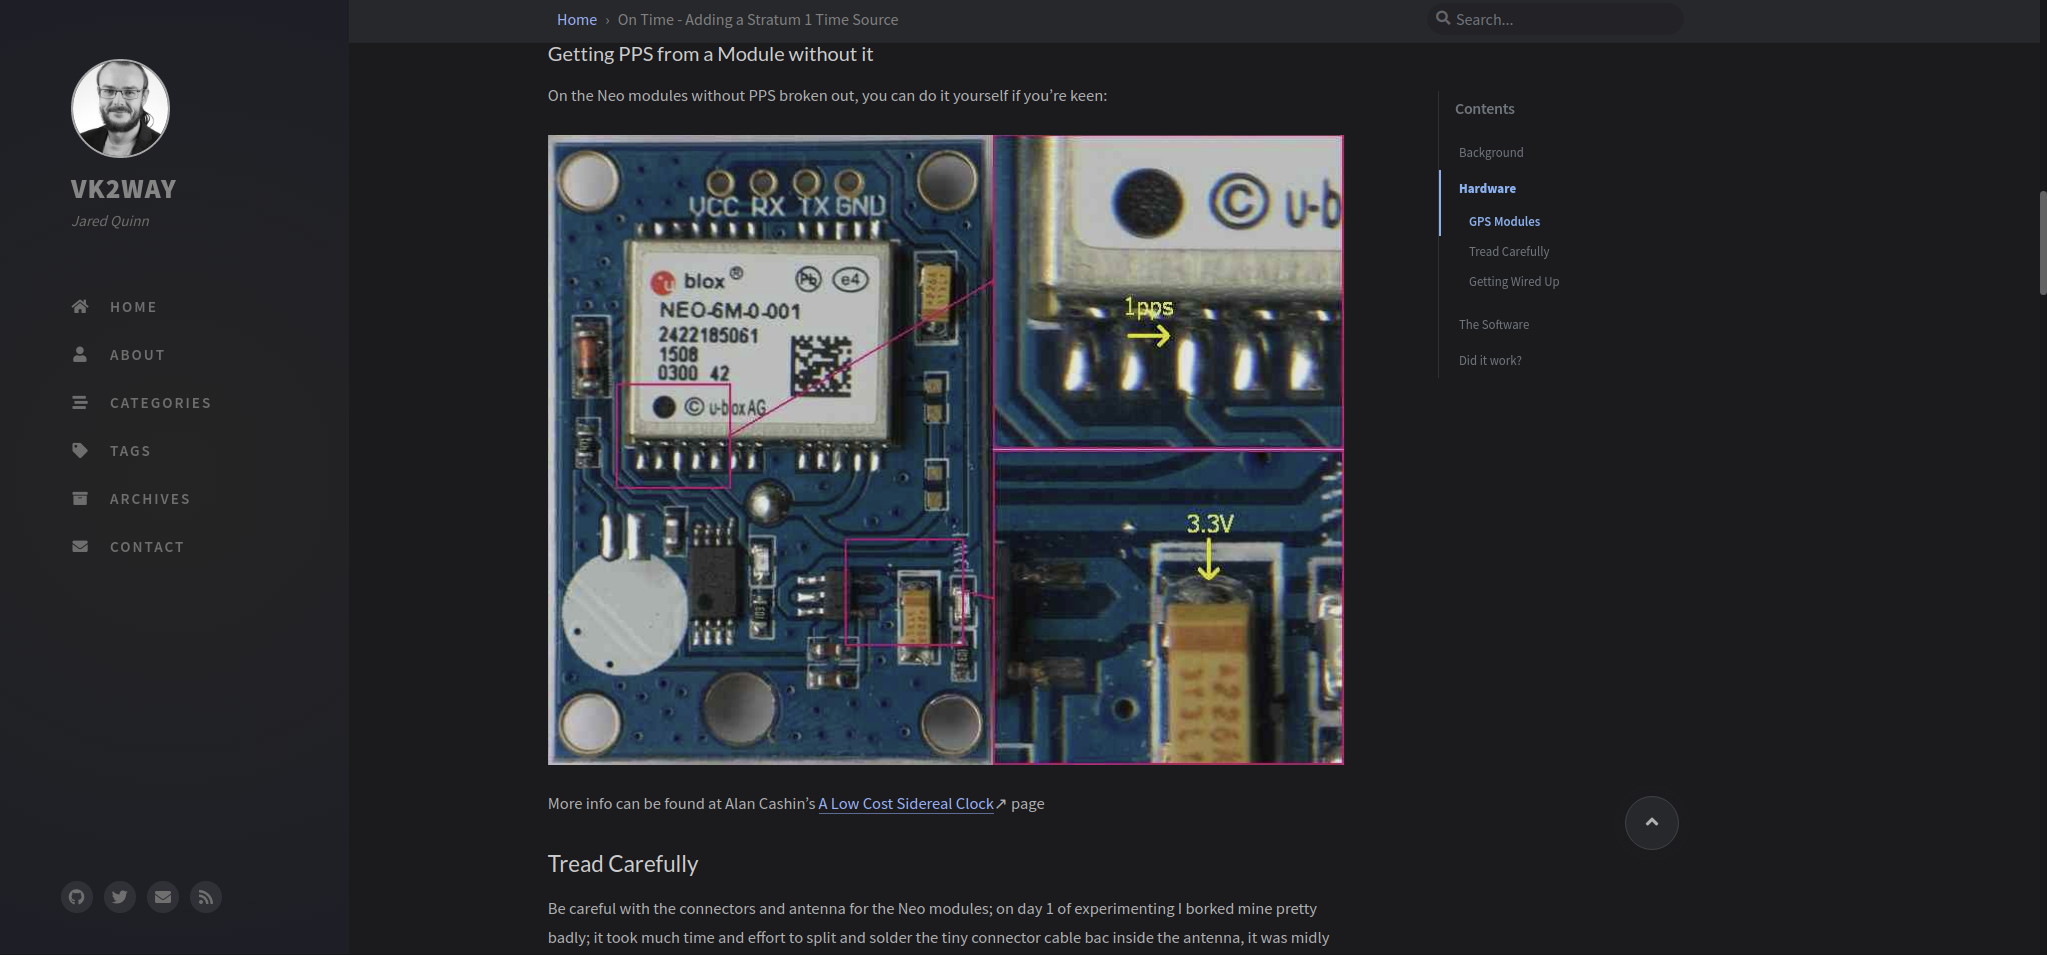 Home › On Time - Adding a Stratum 1 Time Source
Search...
VK2WAY
Jared Quinn
HOME
ABOUT
CATEGORIES
TAGS
ARCHIVES
CONTACT
Getting PPS from a Module without it
On the Neo modules without PPS broken out, you can do it yourself if you’re keen:
VCC RX TX GND
u blox ® Pb e4
NEO-6M-0-001
2422185061
1508
0300 42
© u-blox AG
© u-b
1pps
3.3V
More info can be found at Alan Cashin’s A Low Cost Sidereal Clock↗ page
Tread Carefully
Be careful with the connectors and antenna for the Neo modules; on day 1 of experimenting I borked mine pretty
badly; it took much time and effort to split and solder the tiny connector cable bac inside the antenna, it was midly
Contents
Background
Hardware
GPS Modules
Tread Carefully
Getting Wired Up
The Software
Did it work?